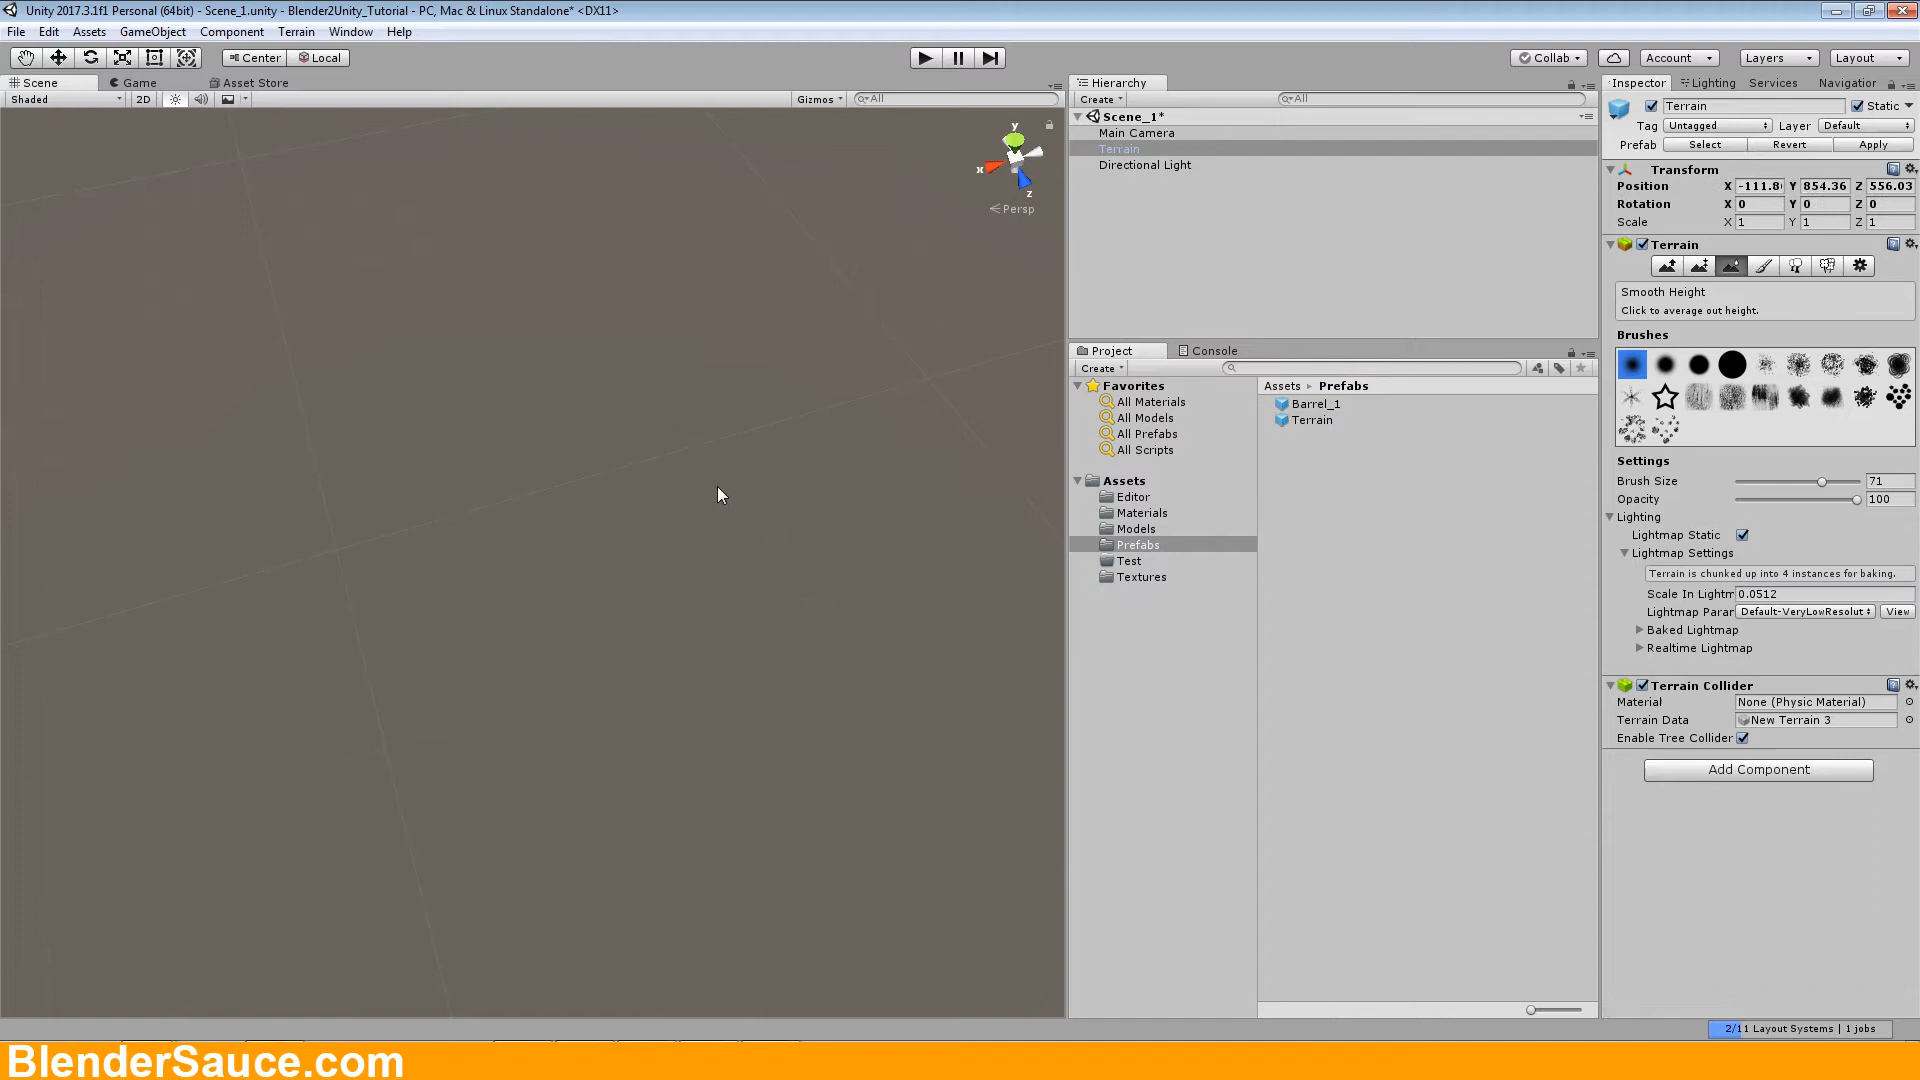 Unity 2017.3.1f1 Personal (64bit) - Scene_1.unity - Blender2Unity_Tutorial - PC, Mac & Linux Standalone* <DX11>
File Edit Assets GameObject Component Terrain Window Help
Center Local Collab Account Layers Layout
Scene Game Asset Store
Shaded 2D Gizmos All
y
x
z
Persp
Hierarchy
Create All
Scene_1*
Main Camera
Terrain
Directional Light
Project Console
Create
Favorites
All Materials
All Models
All Prefabs
All Scripts
Assets
Editor
Materials
Models
Prefabs
Test
Textures
Assets Prefabs
Barrel_1
Terrain
Inspector Lighting Services Navigation
Terrain Static
Tag Untagged Layer Default
Prefab Select Revert Apply
Transform
Position X -111.8 Y 854.36 Z 556.03
Rotation X 0 Y 0 Z 0
Scale X 1 Y 1 Z 1
Terrain
Smooth Height
Click to average out height.
Brushes
Settings
Brush Size 71
Opacity 100
Lighting
Lightmap Static
Lightmap Settings
Terrain is chunked up into 4 instances for baking.
Scale In Lightm 0.0512
Lightmap Parar Default-VeryLowResolut View
Baked Lightmap
Realtime Lightmap
Terrain Collider
Material None (Physic Material)
Terrain Data New Terrain 3
Enable Tree Collider
Add Component
2/11 Layout Systems | 1 jobs
BlenderSauce.com